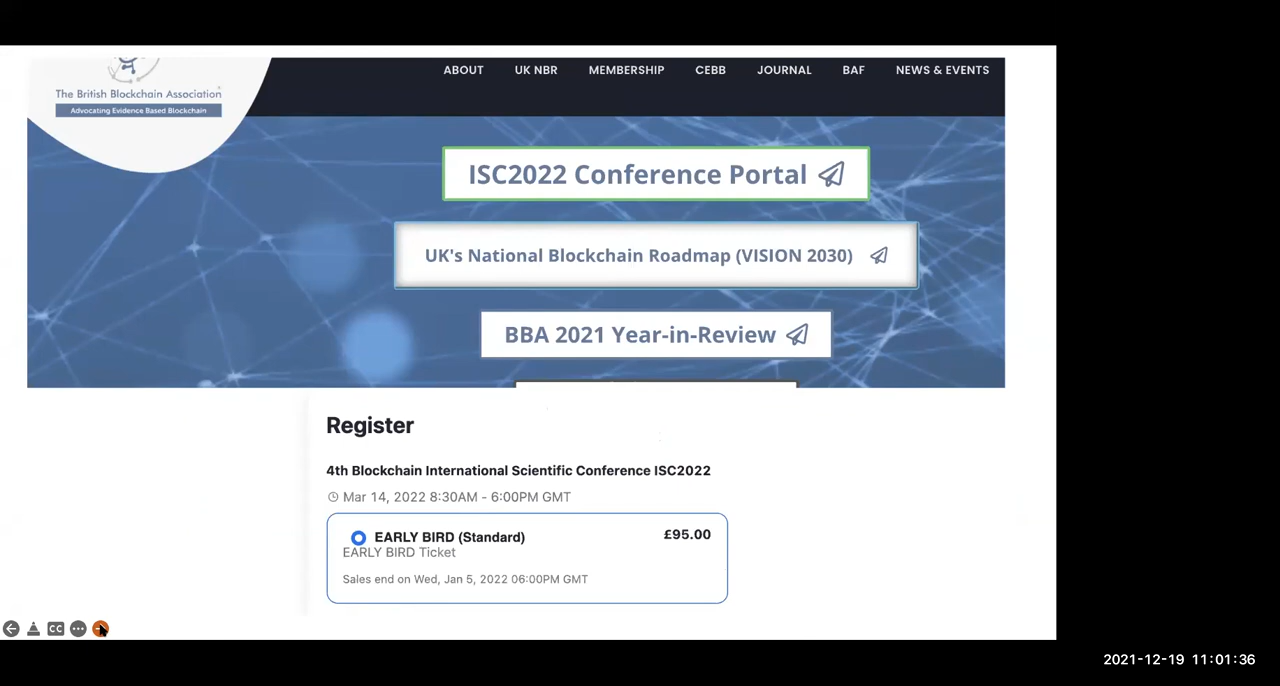 ABOUT UK NBR MEMBERSHIP CEBB JOURNAL BAF NEWS & EVENTS
The British Blockchain Association
Advocating Evidence Based Blockchain
ISC2022 Conference Portal
UK's National Blockchain Roadmap (VISION 2030)
BBA 2021 Year-in-Review
Register
4th Blockchain International Scientific Conference ISC2022
Mar 14, 2022 8:30AM - 6:00PM GMT
EARLY BIRD (Standard) £95.00
EARLY BIRD Ticket
Sales end on Wed, Jan 5, 2022 06:00PM GMT
CC
2021-12-19 11:01:36